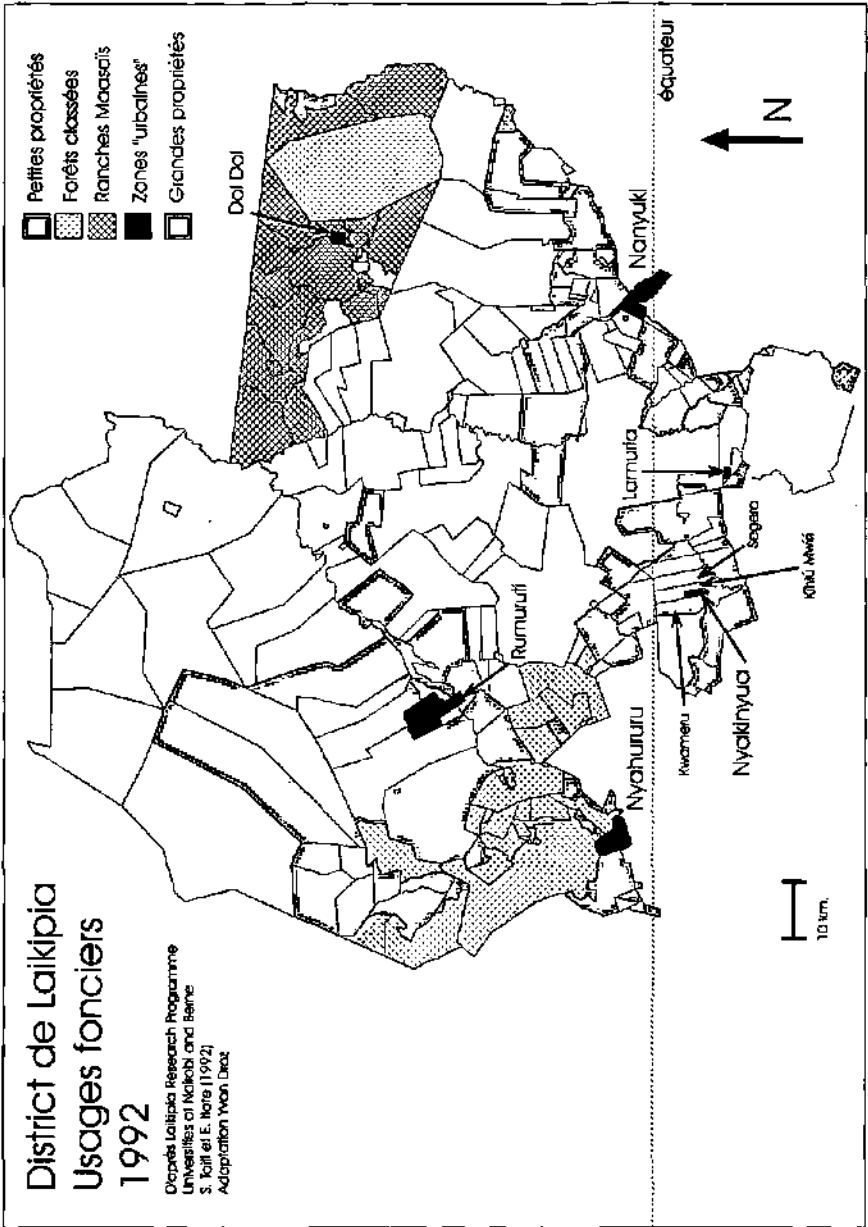 District de Laikipia
Usages fonciers
1992
D'après Laikipia Research Programme
Universities of Nairobi and Berne
S. Taiti et E. Kore (1992)
Adaptation Yvan Droz
Petites propriétés
Forêts classées
Ranches Maasaïs
Zones "urbaines"
Grandes propriétés
Dol Dol
Rumuruti
Nanyuki
Nyahururu
équateur
Lamuria
Segera
Kihiú Mwiri
Nyakinyua
Kwameru
10 km.
N